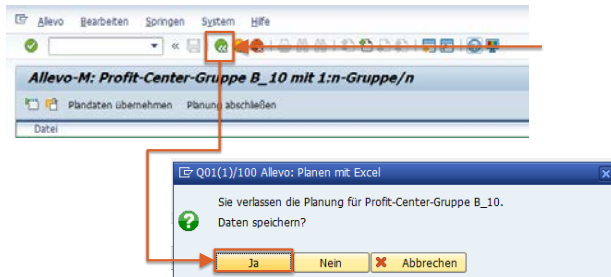 Allevo Bearbeiten Springen System Hilfe
Allevo-M: Profit-Center-Gruppe B_10 mit 1:n-Gruppe/n
Plandaten übernehmen Planung abschließen
Datei
Q01(1)/100 Allevo: Planen mit Excel
Sie verlassen die Planung für Profit-Center-Gruppe B_10.
Daten speichern?
Ja Nein Abbrechen